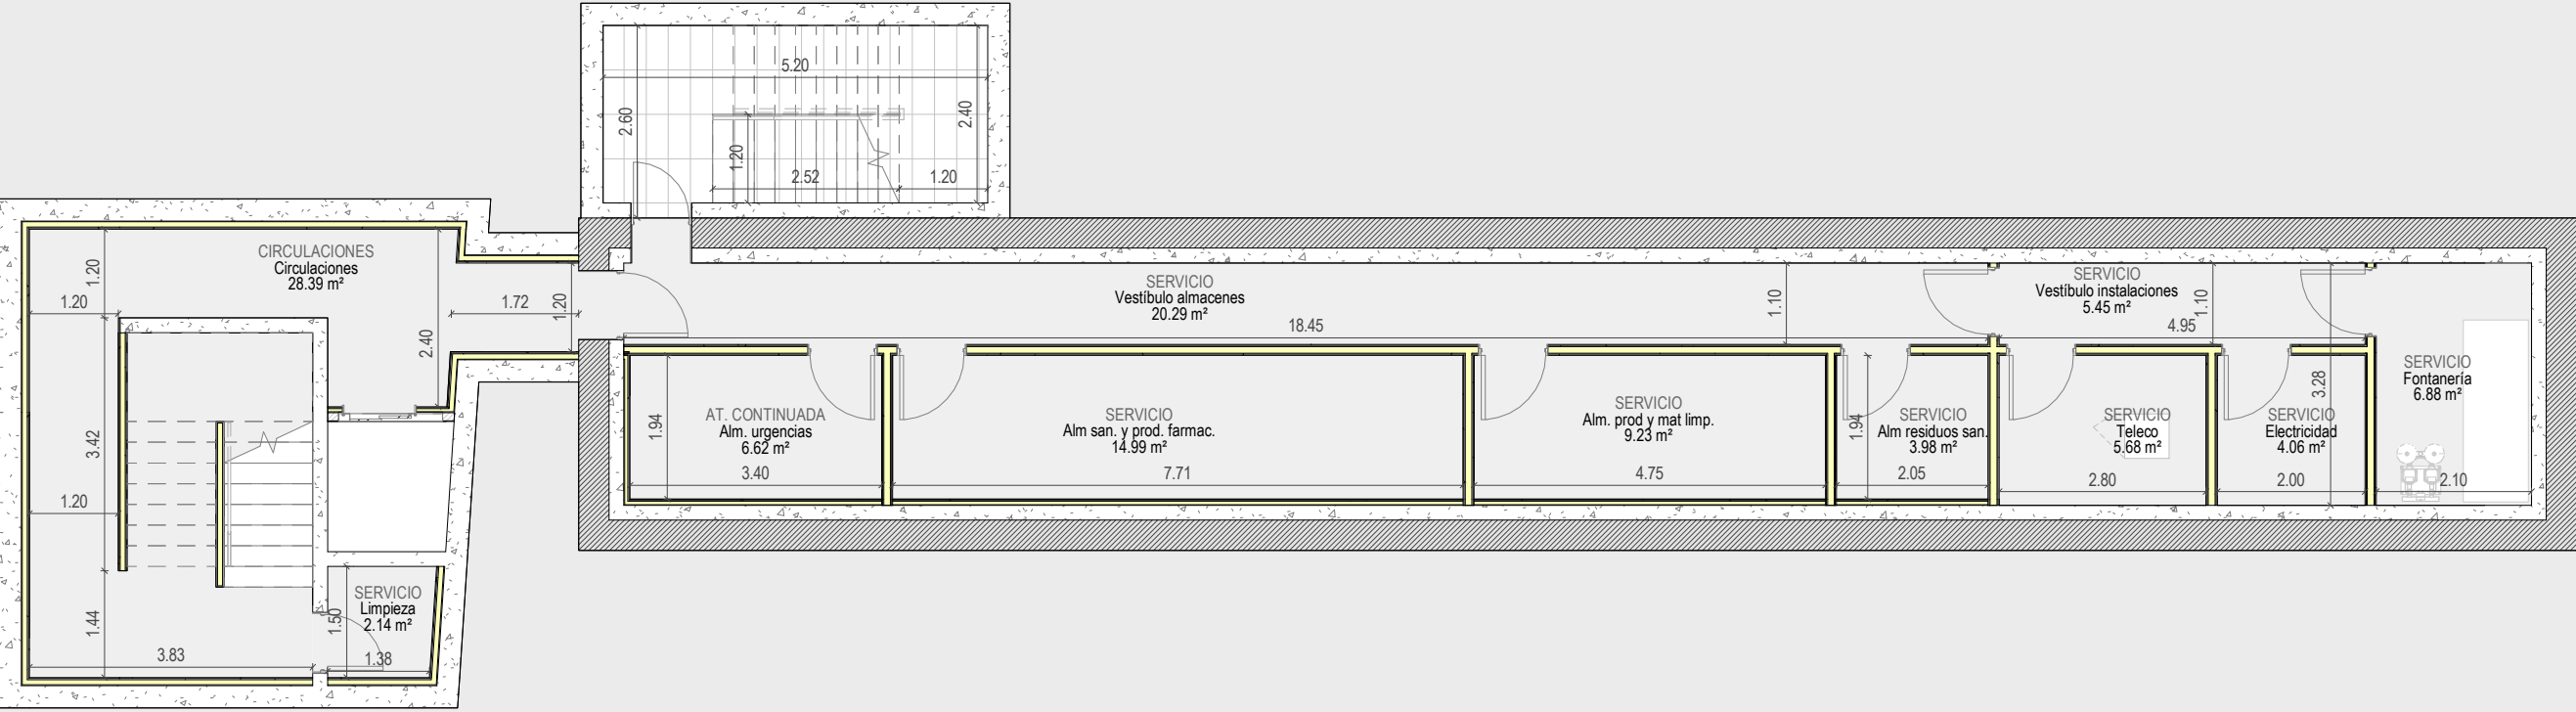 5.20
2.60
2.40
1.20
2.52
1.20
CIRCULACIONES
Circulaciones
28.39 m²
1.20
1.20
1.72
1.20
2.40
3.42
1.20
1.44
3.83
SERVICIO
Limpieza
2.14 m²
1.50
1.38
SERVICIO
Vestíbulo almacenes
20.29 m²
18.45
1.10
SERVICIO
Vestíbulo instalaciones
5.45 m²
1.10
4.95
AT. CONTINUADA
Alm. urgencias
6.62 m²
1.94
3.40
SERVICIO
Alm san. y prod. farmac.
14.99 m²
7.71
SERVICIO
Alm. prod y mat limp.
9.23 m²
4.75
SERVICIO
Alm residuos san.
3.98 m²
1.94
2.05
SERVICIO
Teleco
5.68 m²
2.80
SERVICIO
Electricidad
4.06 m²
2.00
3.28
SERVICIO
Fontanería
6.88 m²
2.10